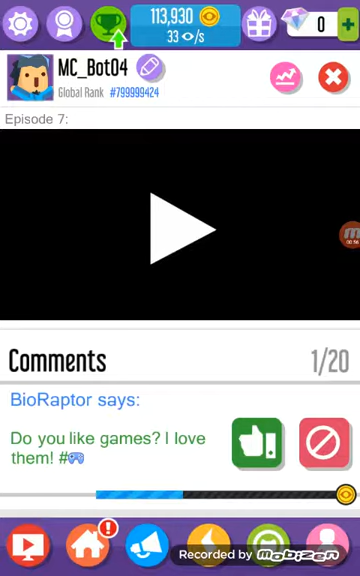 113,930
33 /s
0
MC_Bot04
Global Rank #799999424
Episode 7:
Comments 1/20
BioRaptor says:
Do you like games? I love
them! #🎮
Recorded by mobizen